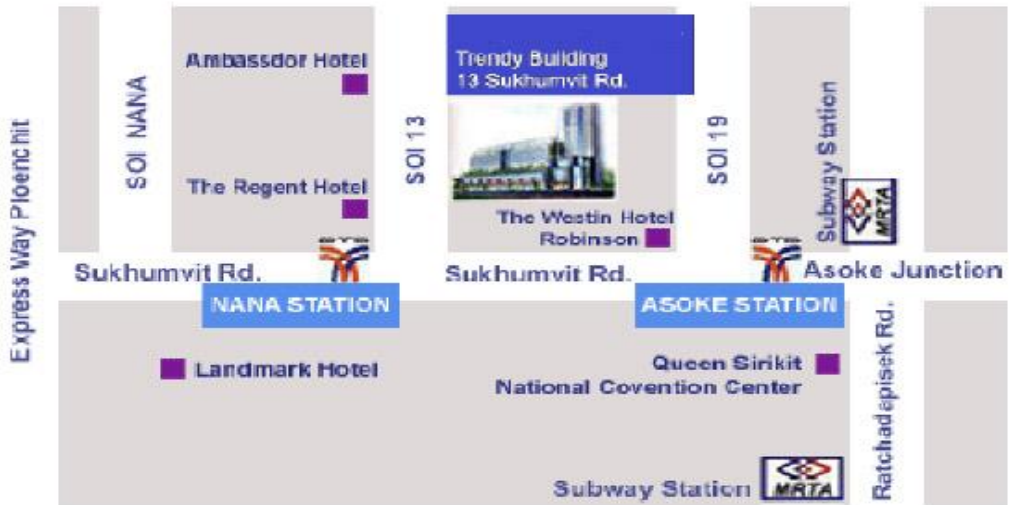 Ambassdor Hotel
Trendy Building
13 Sukhumvit Rd.
SOI NANA
SOI 13
SOI 19
Subway Station
MRTA
Express Way Ploenchit
The Regent Hotel
The Westin Hotel
Robinson
Sukhumvit Rd.
Sukhumvit Rd.
Asoke Junction
NANA STATION
ASOKE STATION
Landmark Hotel
Queen Sirikit
National Covention Center
Ratchadapisek Rd.
Subway Station
MRTA